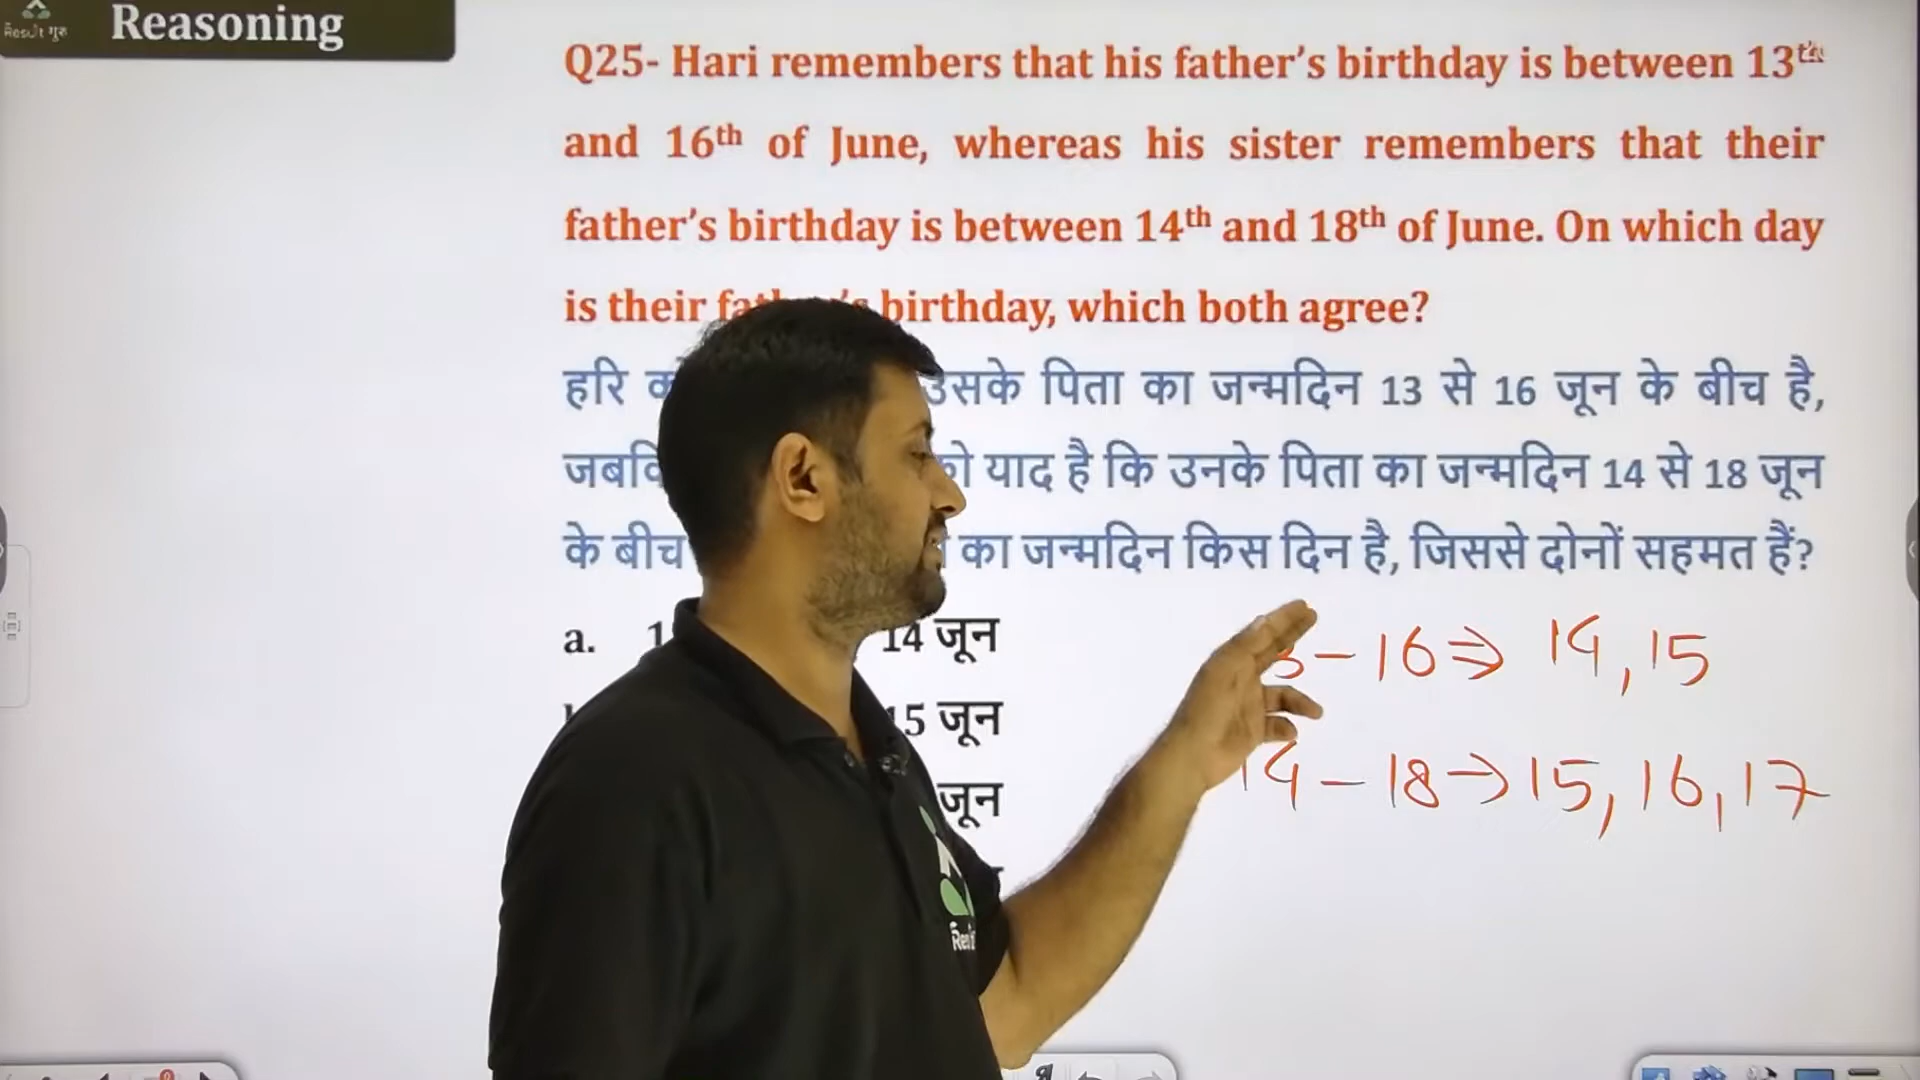 Result गुरु
Reasoning
Q25- Hari remembers that his father's birthday is between 13th
and 16th of June, whereas his sister remembers that their
father's birthday is between 14th and 18th of June. On which day
is their birthday, which both agree?
हरि उसके पिता का जन्मदिन 13 से 16 जून के बीच है,
को याद है कि उनके पिता का जन्मदिन 14 से 18 जून
के बीच का जन्मदिन किस दिन है, जिससे दोनों सहमत हैं?
a. 14 जून
15 जून
जून
– 16 ⇒ 14, 15
14 – 18 → 15, 16, 17